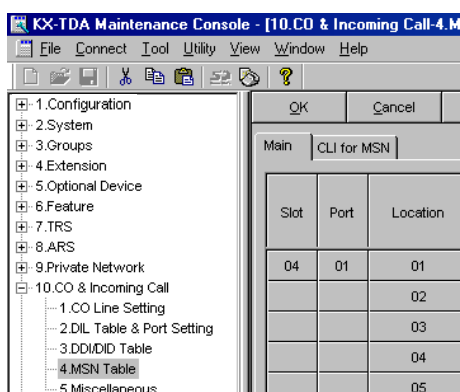 KX-TDA Maintenance Console - [10.CO & Incoming Call-4.M
File Connect Tool Utility View Window Help
1.Configuration
2.System
3.Groups
4.Extension
5.Optional Device
6.Feature
7.TRS
8.ARS
9.Private Network
10.CO & Incoming Call
1.CO Line Setting
2.DIL Table & Port Setting
3.DDI/DID Table
4.MSN Table
5.Miscellaneous
OK Cancel
Main CLI for MSN
Slot Port Location
04 01 01
02
03
04
05